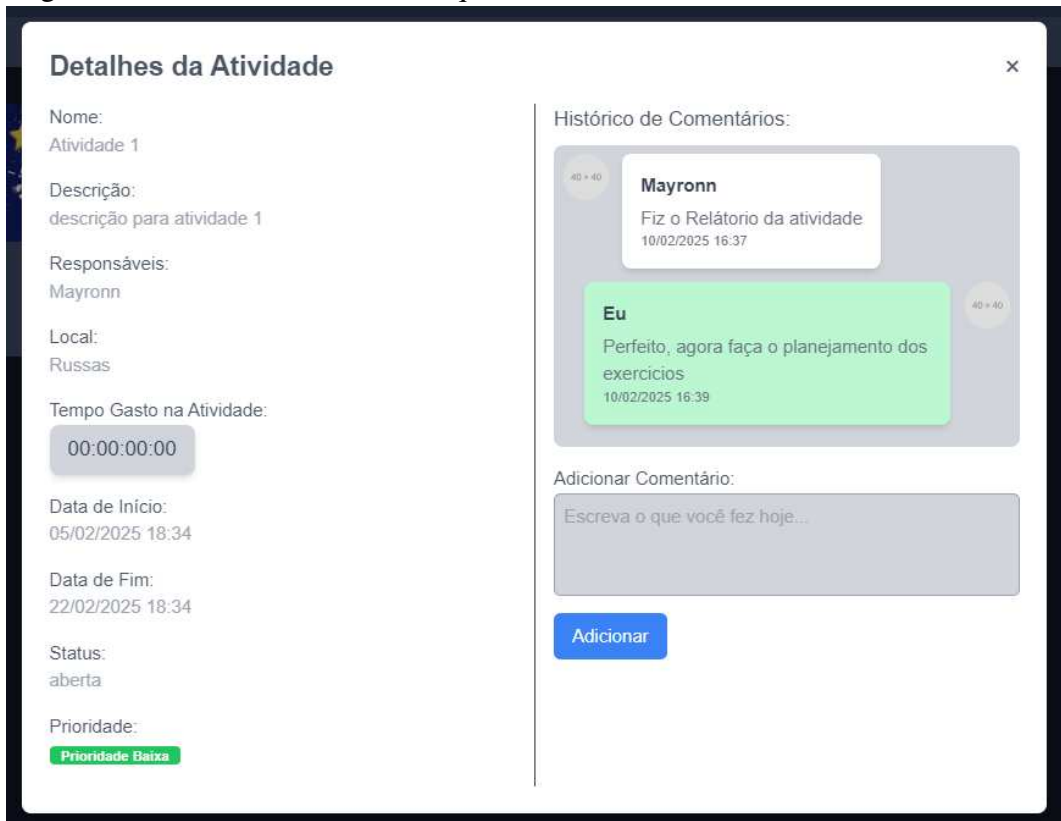 Detalhes da Atividade
×
Nome:
Atividade 1
Descrição:
descrição para atividade 1
Responsáveis:
Mayronn
Local:
Russas
Tempo Gasto na Atividade:
00:00:00:00
Data de Início:
05/02/2025 18:34
Data de Fim:
22/02/2025 18:34
Status:
aberta
Prioridade:
Prioridade Baixa
Histórico de Comentários:
40 × 40
Mayronn
Fiz o Relátorio da atividade
10/02/2025 16:37
40 × 40
Eu
Perfeito, agora faça o planejamento dos
exercicios
10/02/2025 16:39
Adicionar Comentário:
Escreva o que você fez hoje...
Adicionar